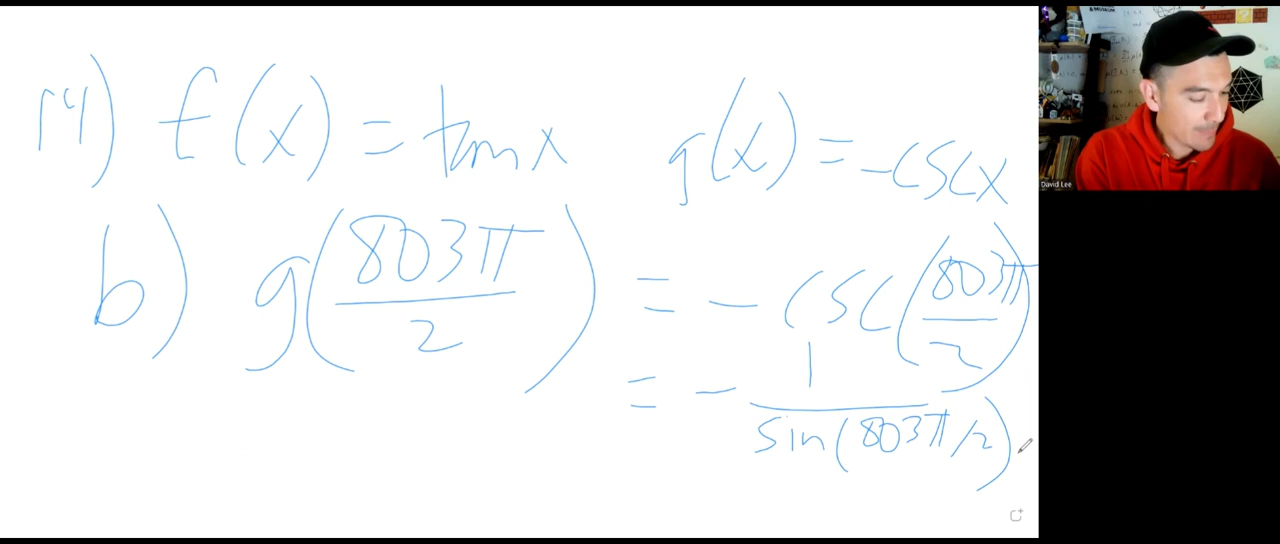 14) f(x) = tan x g(x) = -csc x
b) g(803π/2) = -csc(803π/2)
= - 1/sin(803π/2)
David Lee